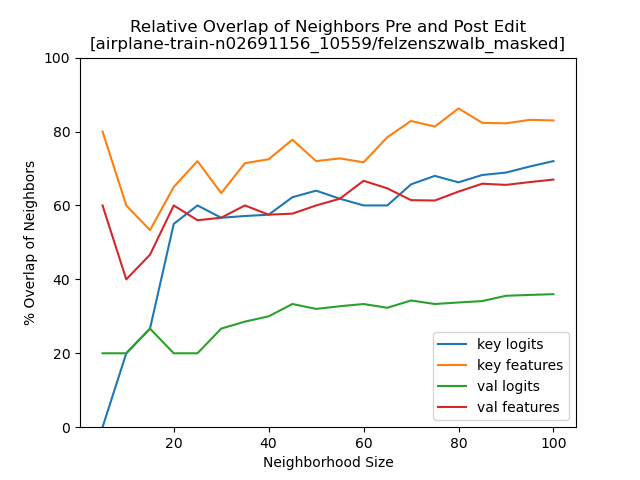 Relative Overlap of Neighbors Pre and Post Edit
[airplane-train-n02691156_10559/felzenszwalb_masked]
100
80
60
40
20
0
% Overlap of Neighbors
key logits
key features
val logits
val features
20 40 60 80 100
Neighborhood Size